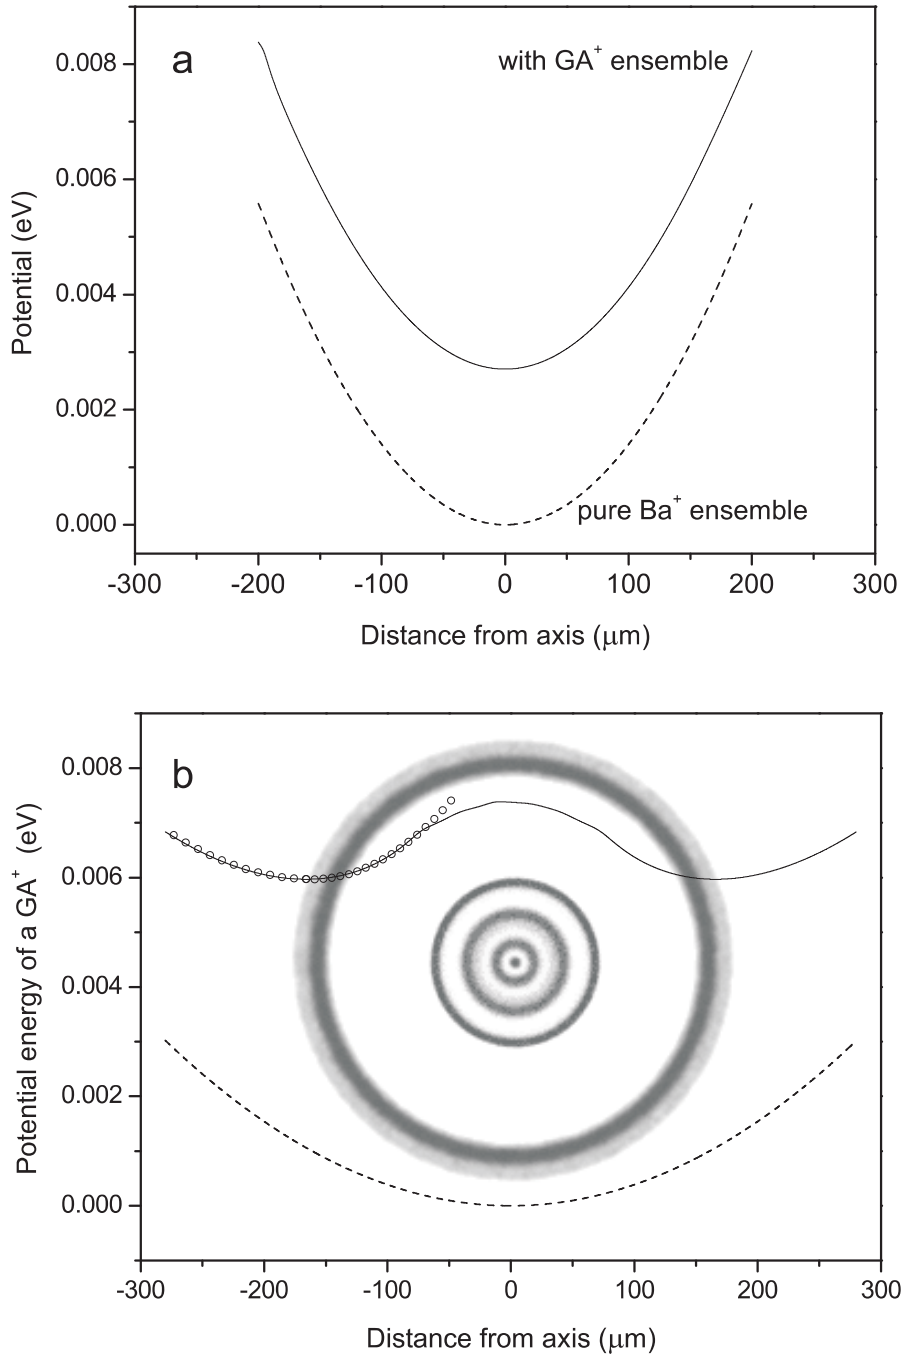 a
with GA+ ensemble
0.008
0.006
0.004
0.002
0.000
Potential (eV)
pure Ba+ ensemble
-300 -200 -100 0 100 200 300
Distance from axis (μm)
b
0.008
0.006
0.004
0.002
0.000
Potential energy of a GA+ (eV)
-300 -200 -100 0 100 200 300
Distance from axis (μm)